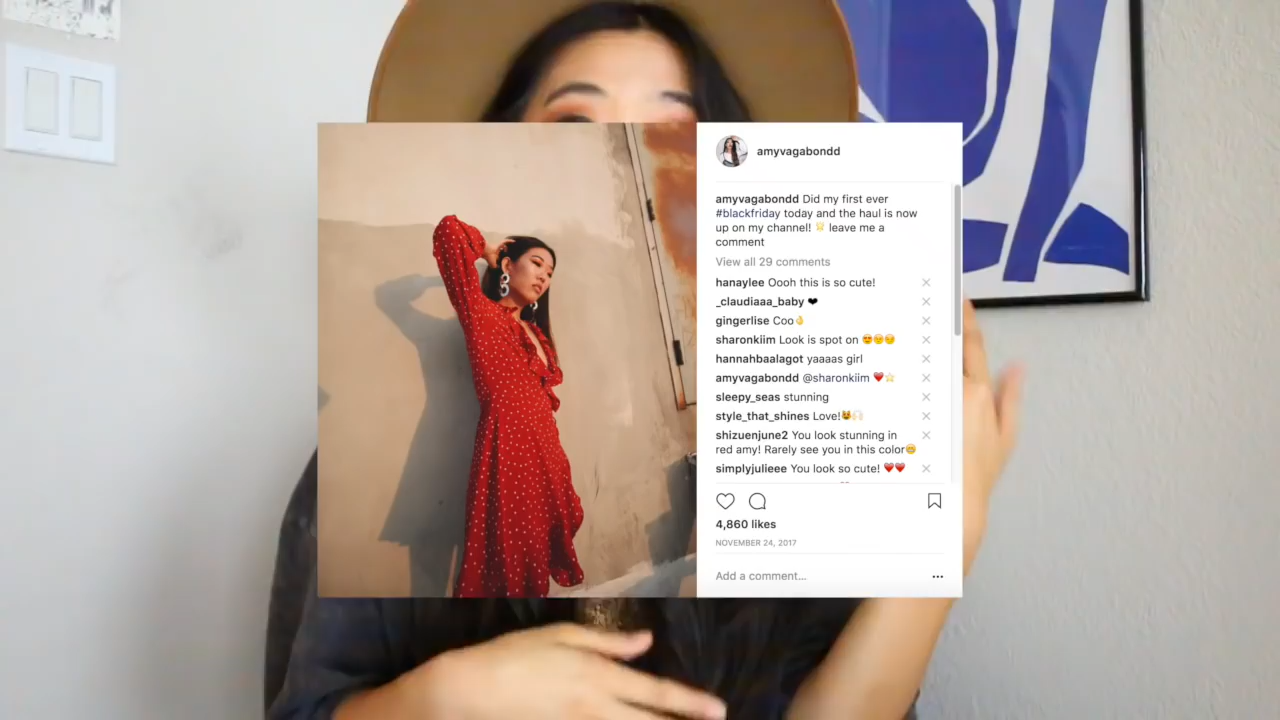 amyvagabondd
amyvagabondd Did my first ever
#blackfriday today and the haul is now
up on my channel! 🌟 leave me a
comment
View all 29 comments
hanaylee Oooh this is so cute!
_claudiaaa_baby ❤
gingerlise Coo👌
sharonkiim Look is spot on 😍😏😏
hannahbaalagot yaaaas girl
amyvagabondd @sharonkiim ❤️⭐
sleepy_seas stunning
style_that_shines Love!😻🙌🏻
shizuenjune2 You look stunning in
red amy! Rarely see you in this color😁
simplyjulieee You look so cute! ❤️❤️
4,860 likes
NOVEMBER 24, 2017
Add a comment...